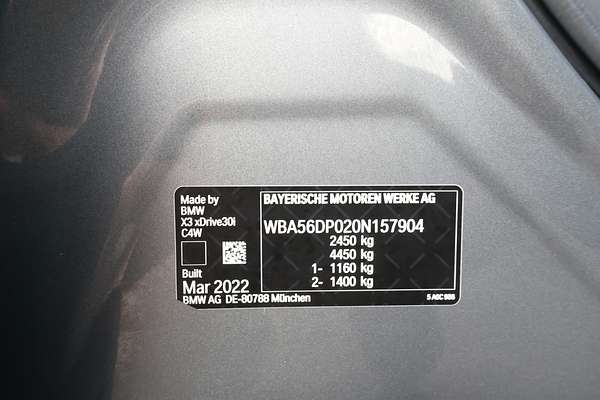 Made by
BMW
X3 xDrive30i
C4W
Built
Mar 2022
BMW AG DE-80788 München
BAYERISCHE MOTOREN WERKE AG
WBA56DP020N157904
2450 kg
4450 kg
1- 1160 kg
2- 1400 kg